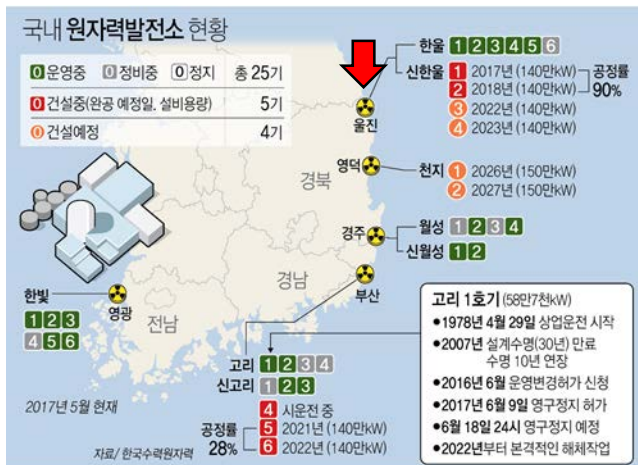 국내 원자력발전소 현황
0 운영중 0 정비중 0 정지 총 25기
0 건설중(완공 예정일, 설비용량) 5기
0 건설예정 4기
한울 1 2 3 4 5 6
신한울 1 2017년 (140만kW)
2 2018년 (140만kW)
공정률
90%
3 2022년 (140만kW)
4 2023년 (140만kW)
울진
영덕
천지 1 2026년 (150만kW)
2 2027년 (150만kW)
경북
경주
월성 1 2 3 4
신월성 1 2
경남
부산
한빛
1 2 3
4 5 6
영광
전남
고리 1 2 3 4
신고리 1 2 3
4 시운전 중
공정률
28%
5 2021년 (140만kW)
6 2022년 (140만kW)
고리 1호기 (58만7천kW)
●1978년 4월 29일 상업운전 시작
●2007년 설계수명(30년) 만료
수명 10년 연장
●2016년 6월 운영변경허가 신청
●2017년 6월 9일 영구정지 허가
●6월 18일 24시 영구정지 예정
●2022년부터 본격적인 해체작업
2017년 5월 현재
자료/ 한국수력원자력